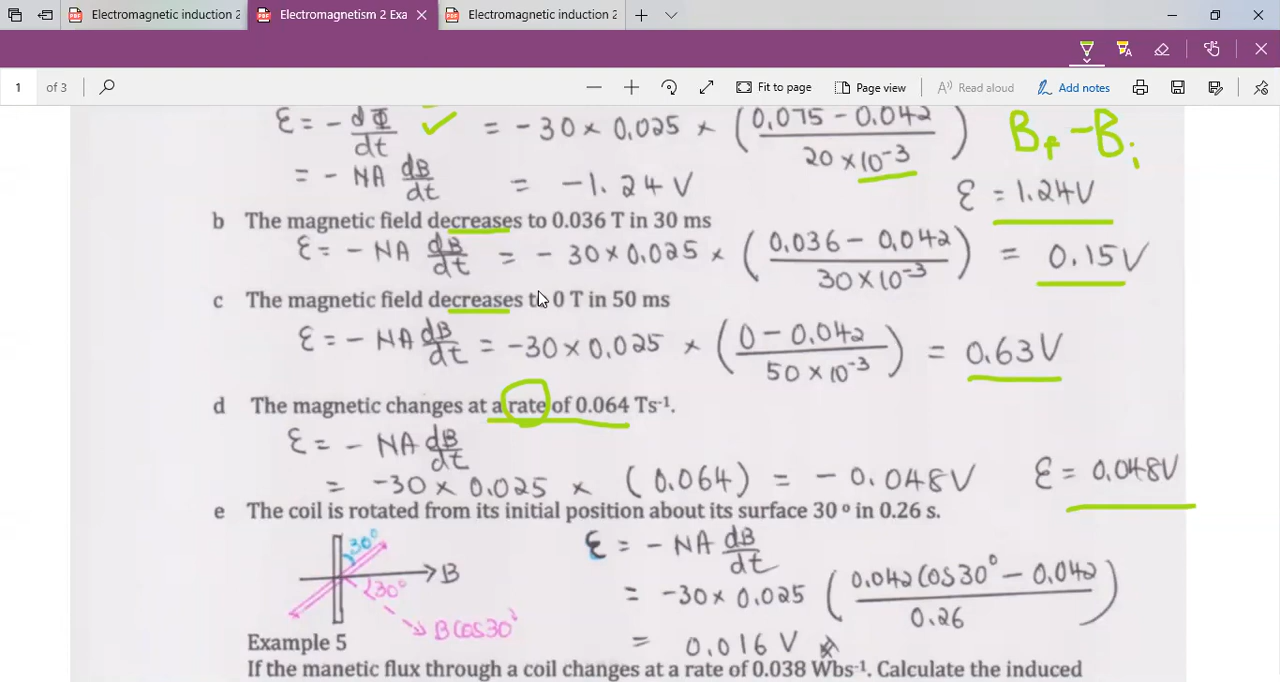 Electromagnetic induction 2
Electromagnetism 2 Exa
Electromagnetic induction 2
1 of 3
Fit to page
Page view
Read aloud
Add notes
Ɛ = - dΦ/dt = -30 × 0.025 × (0.075 - 0.042 / 20 × 10⁻³)
Bf - Bi
= - NA dB/dt = -1.24 V
Ɛ = 1.24V
b The magnetic field decreases to 0.036 T in 30 ms
Ɛ = - NA dB/dt = - 30 × 0.025 × (0.036 - 0.042 / 30 × 10⁻³) = 0.15 V
c The magnetic field decreases to 0 T in 50 ms
Ɛ = - NA dB/dt = -30 × 0.025 × (0 - 0.042 / 50 × 10⁻³) = 0.63 V
d The magnetic changes at a rate of 0.064 Ts⁻¹.
Ɛ = - NA dB/dt
= -30 × 0.025 × (0.064) = - 0.048V
Ɛ = 0.048V
e The coil is rotated from its initial position about its surface 30 º in 0.26 s.
30°
B
30°
B cos30°
Ɛ = - NA dB/dt
= -30 × 0.025 (0.042 cos30° - 0.042 / 0.26)
= 0.016 V
Example 5
If the manetic flux through a coil changes at a rate of 0.038 Wbs⁻¹. Calculate the induced